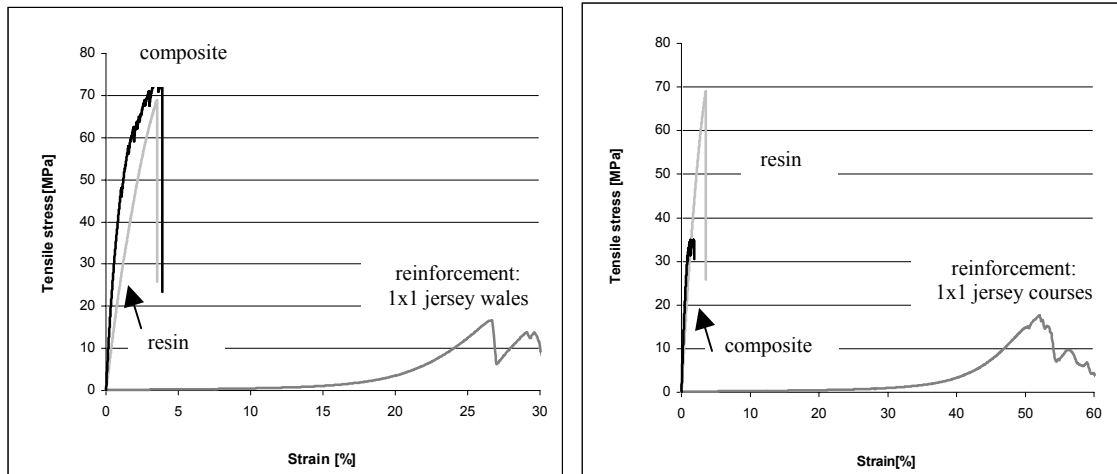 composite
80
70
60
50
40
30
20
10
0
Tensile stress[MPa]
resin
reinforcement:
1x1 jersey wales
0 5 10 15 20 25 30
Strain [%]
80
70
60
50
40
30
20
10
0
Tensile stress [MPa]
resin
reinforcement:
1x1 jersey courses
composite
0 10 20 30 40 50 60
Strain[%]